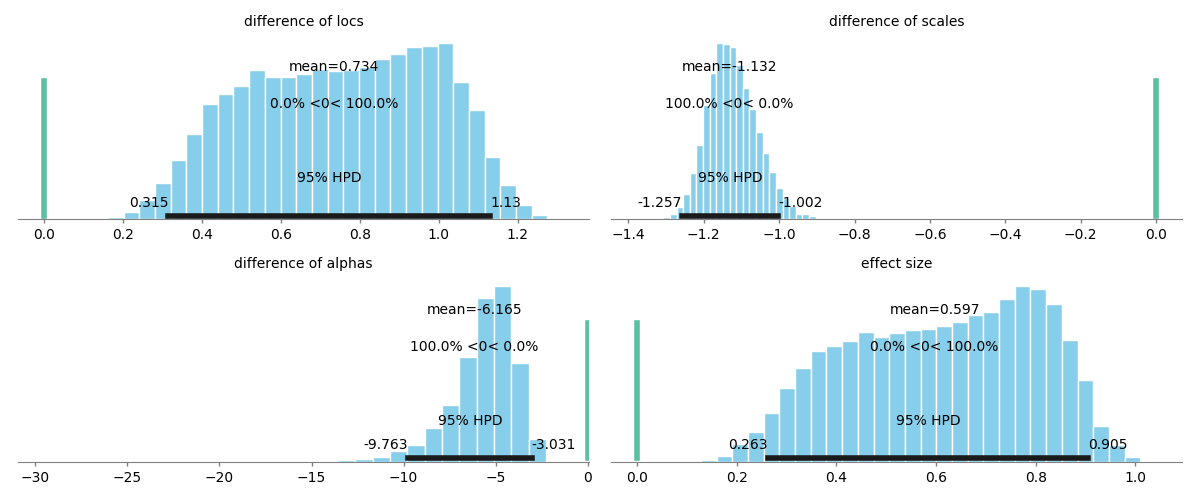 difference of locs
mean=0.734
0.0% <0< 100.0%
95% HPD
0.315
1.13
0.0 0.2 0.4 0.6 0.8 1.0 1.2
difference of scales
mean=-1.132
100.0% <0< 0.0%
95% HPD
-1.257
-1.002
−1.4 −1.2 −1.0 −0.8 −0.6 −0.4 −0.2 0.0
difference of alphas
mean=-6.165
100.0% <0< 0.0%
95% HPD
-9.763
-3.031
−30 −25 −20 −15 −10 −5 0
effect size
mean=0.597
0.0% <0< 100.0%
95% HPD
0.263
0.905
0.0 0.2 0.4 0.6 0.8 1.0